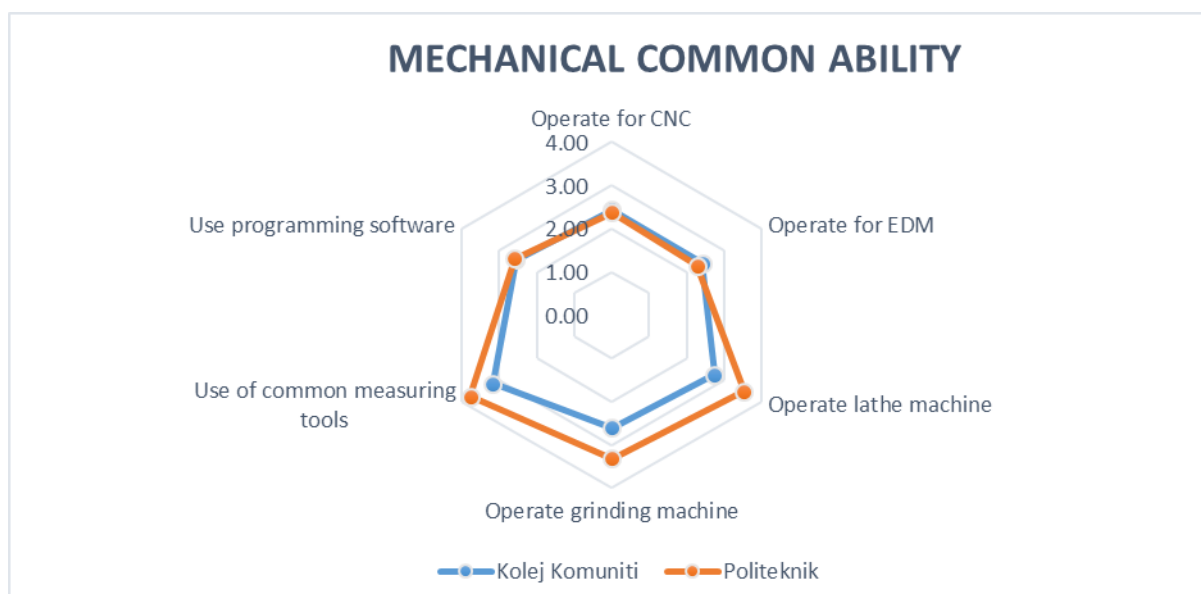 MECHANICAL COMMON ABILITY
Operate for CNC
4.00
3.00
2.00
1.00
0.00
Use programming software
Operate for EDM
Use of common measuring
tools
Operate lathe machine
Operate grinding machine
Kolej Komuniti
Politeknik